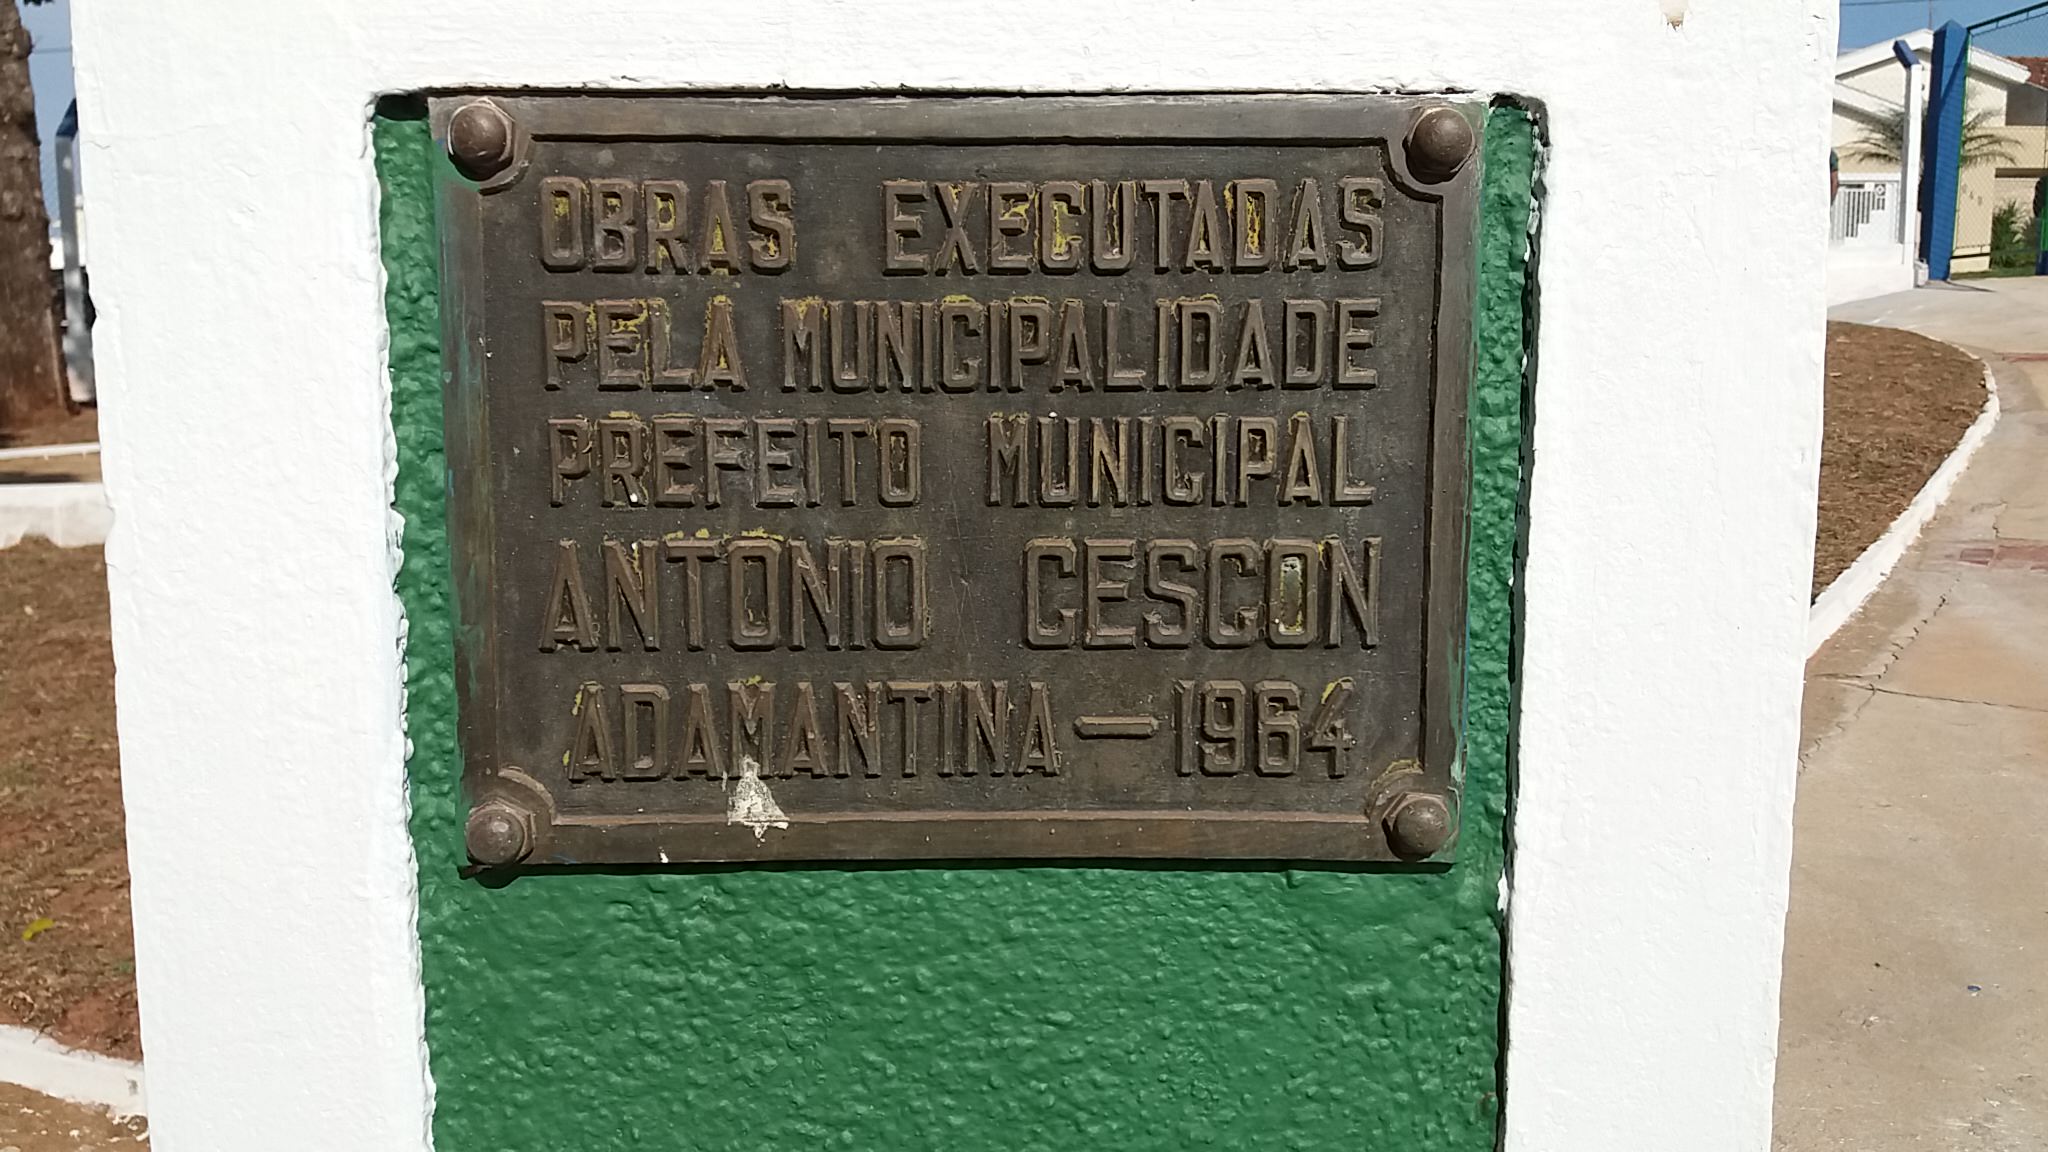 OBRAS EXECUTADAS
PELA MUNICIPALIDADE
PREFEITO MUNICIPAL
ANTONIO CESCON
ADAMANTINA — 1964